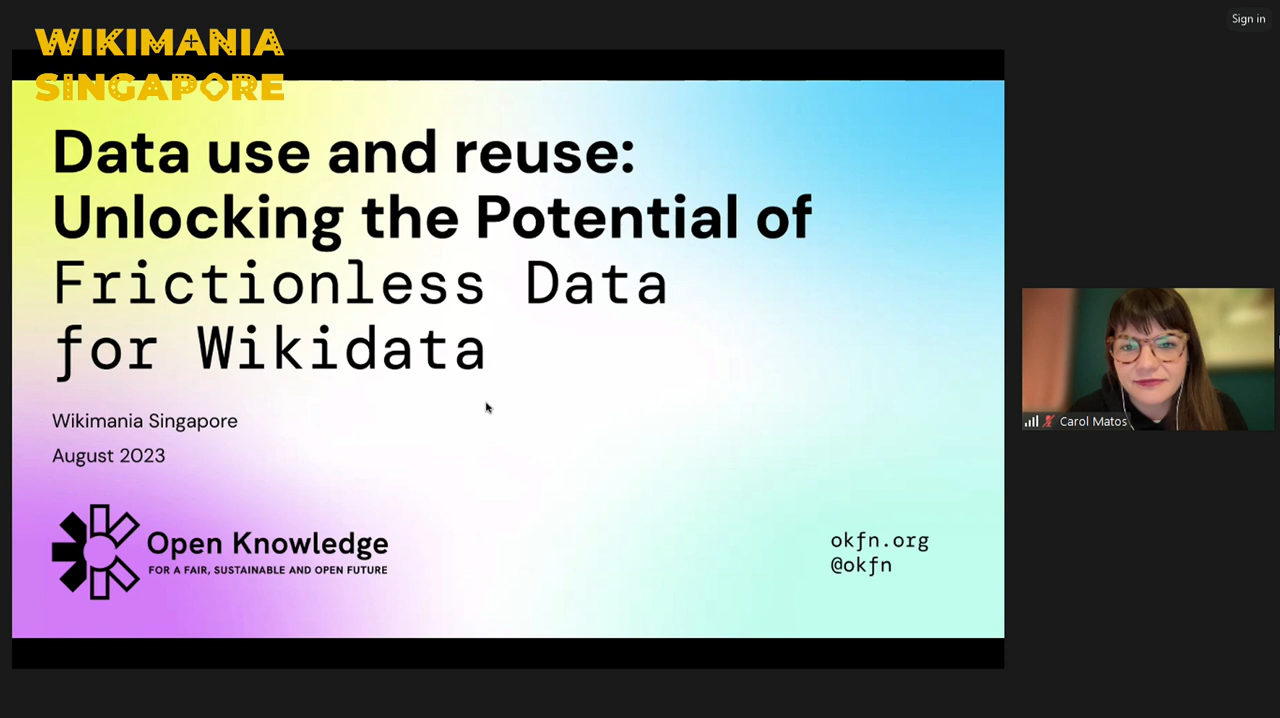 WIKIMANIA
SINGAPORE
Sign in
Data use and reuse:
Unlocking the Potential of
Frictionless Data
for Wikidata
Wikimania Singapore
August 2023
Open Knowledge
FOR A FAIR, SUSTAINABLE AND OPEN FUTURE
okfn.org
@okfn
Carol Matos